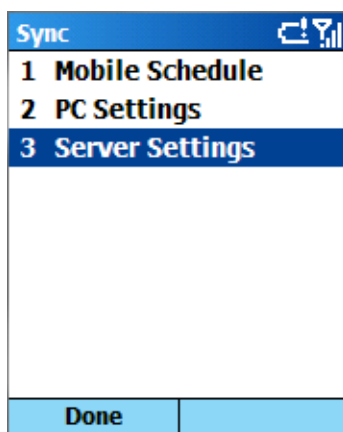 Sync
1 Mobile Schedule
2 PC Settings
3 Server Settings
Done